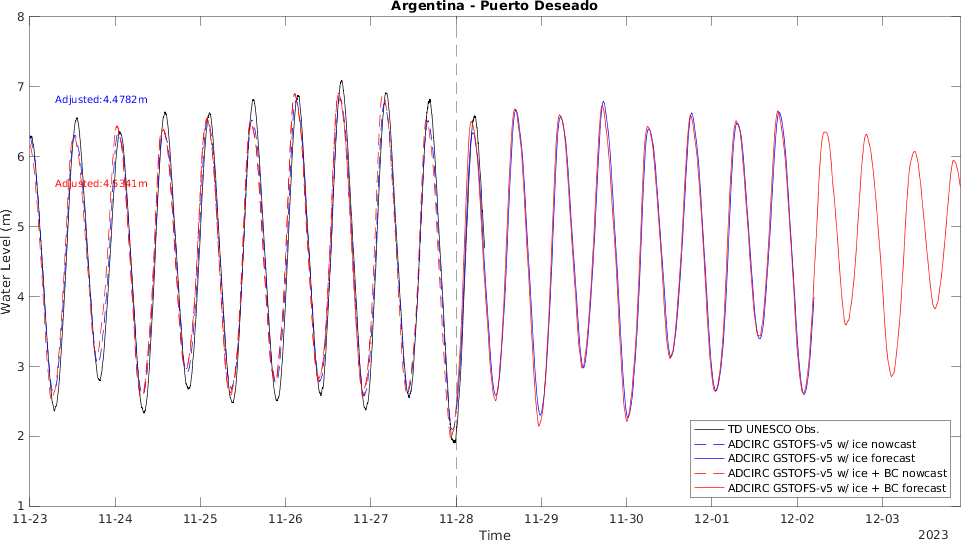 Argentina - Puerto Deseado
8
7
6
5
4
3
2
1
Water Level (m)
Adjusted:4.4782m
Adjusted:4.5341m
TD UNESCO Obs.
ADCIRC GSTOFS-v5 w/ ice nowcast
ADCIRC GSTOFS-v5 w/ ice forecast
ADCIRC GSTOFS-v5 w/ ice + BC nowcast
ADCIRC GSTOFS-v5 w/ ice + BC forecast
11-23 11-24 11-25 11-26 11-27 11-28 11-29 11-30 12-01 12-02 12-03
Time
2023